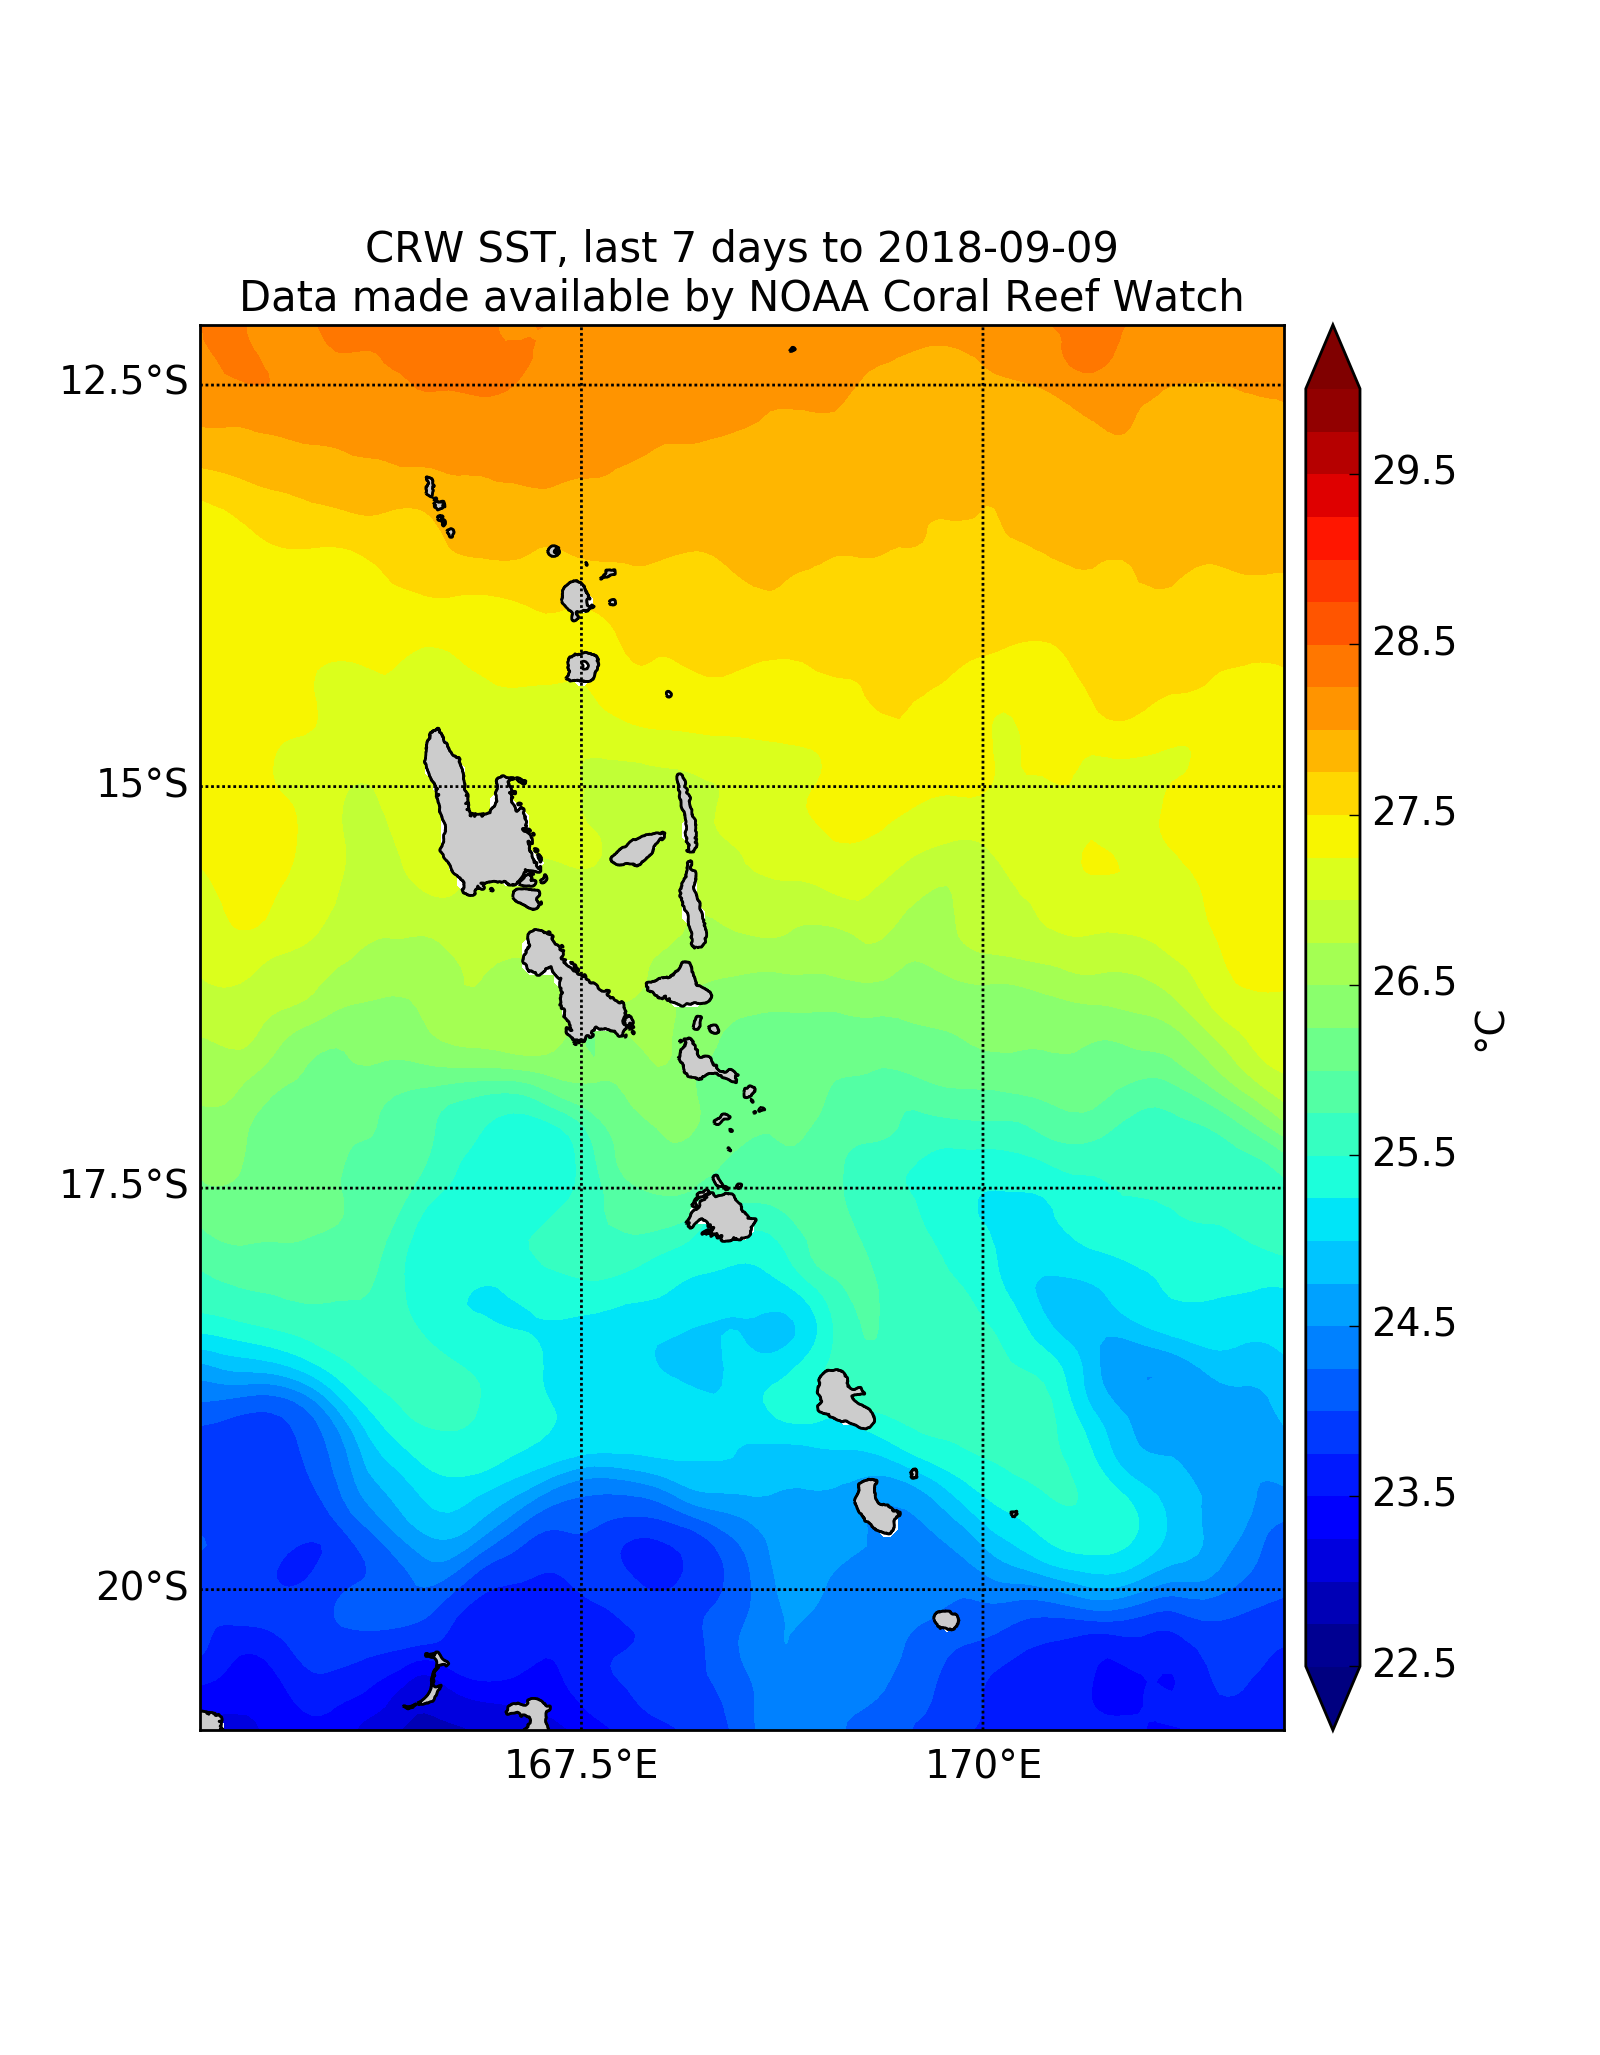 CRW SST, last 7 days to 2018-09-09
Data made available by NOAA Coral Reef Watch
12.5°S
15°S
17.5°S
20°S
167.5°E
170°E
29.5
28.5
27.5
26.5
25.5
24.5
23.5
22.5
°C